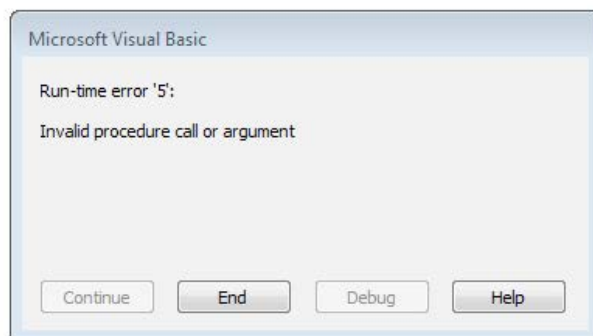 Microsoft Visual Basic
Run-time error '5':
Invalid procedure call or argument
Continue
End
Debug
Help